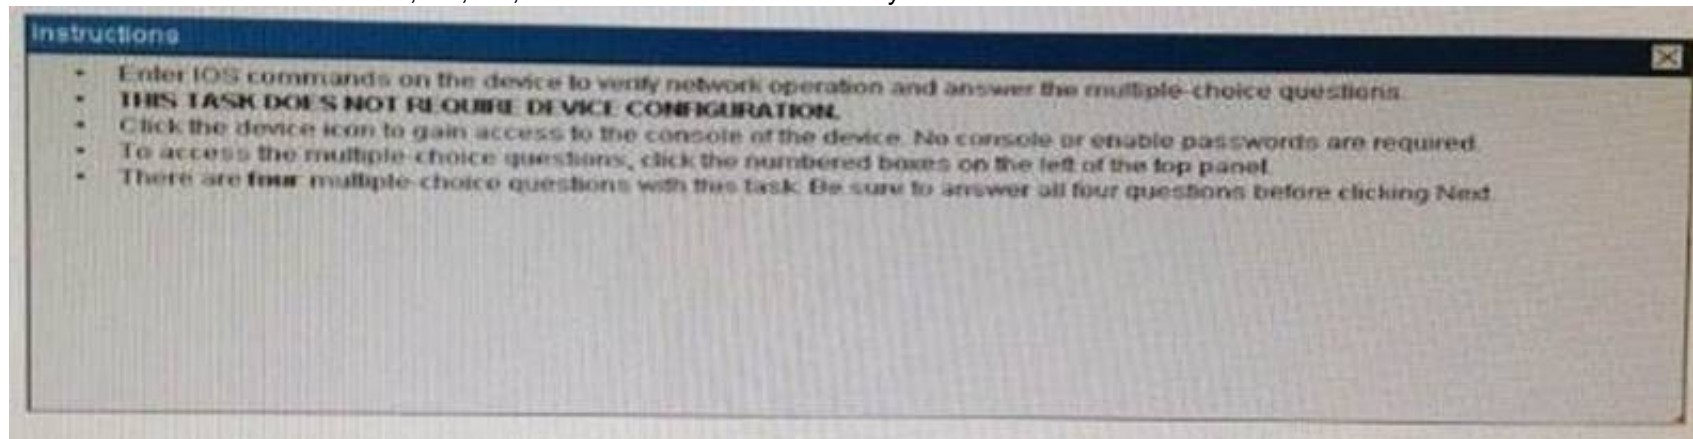 Instructions
• Enter IOS commands on the device to verify network operation and answer the multiple-choice questions.
• THIS TASK DOES NOT REQUIRE DEVICE CONFIGURATION.
• Click the device icon to gain access to the console of the device. No console or enable passwords are required.
• To access the multiple-choice questions, click the numbered boxes on the left of the top panel.
• There are four multiple-choice questions with this task. Be sure to answer all four questions before clicking Next.